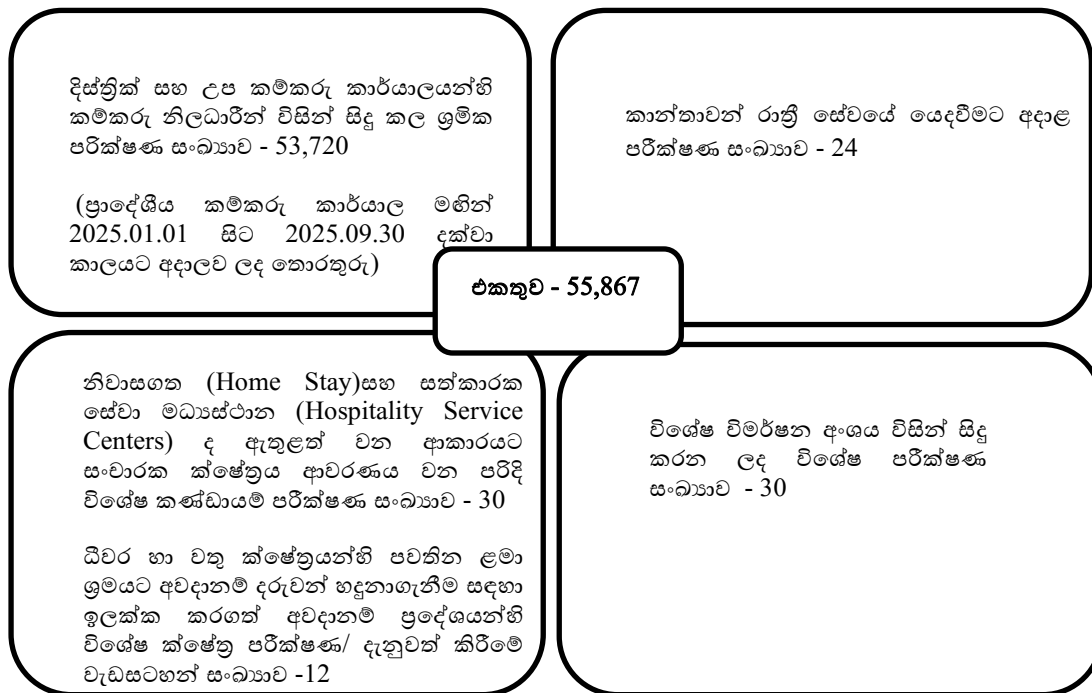 දිස්ත්‍රික් සහ උප කම්කරු කාර්යාලයන්හි
කම්කරු නිලධාරීන් විසින් සිදු කල ශ්‍රමික
පරික්ෂණ සංඛ්‍යාව - 53,720
(ප්‍රාදේශීය කම්කරු කාර්යාල මඟින්
2025.01.01 සිට 2025.09.30 දක්වා
කාලයට අදාලව ලද තොරතුරු)
කාන්තාවන් රාත්‍රී සේවයේ යෙදවීමට අදාළ
පරීක්ෂණ සංඛ්‍යාව - 24
එකතුව - 55,867
නිවාසගත (Home Stay)සහ සත්කාරක
සේවා මධ්‍යස්ථාන (Hospitality Service
Centers) ද ඇතුළත් වන ආකාරයට
සංචාරක ක්ෂේත්‍රය ආවරණය වන පරිදි
විශේෂ කණ්ඩායම් පරීක්ෂණ සංඛ්‍යාව - 30
ධීවර හා වතු ක්ෂේත්‍රයන්හි පවතින ළමා
ශ්‍රමයට අවදානම් දරුවන් හදුනාගැනීම සඳහා
ඉලක්ක කරගත් අවදානම් ප්‍රදේශයන්හි
විශේෂ ක්ෂේත්‍ර පරීක්ෂණ/ දැනුවත් කිරීමේ
වැඩසටහන් සංඛ්‍යාව -12
විශේෂ විමර්ෂන අංශය විසින් සිදු
කරන ලද විශේෂ පරීක්ෂණ
සංඛ්‍යාව - 30